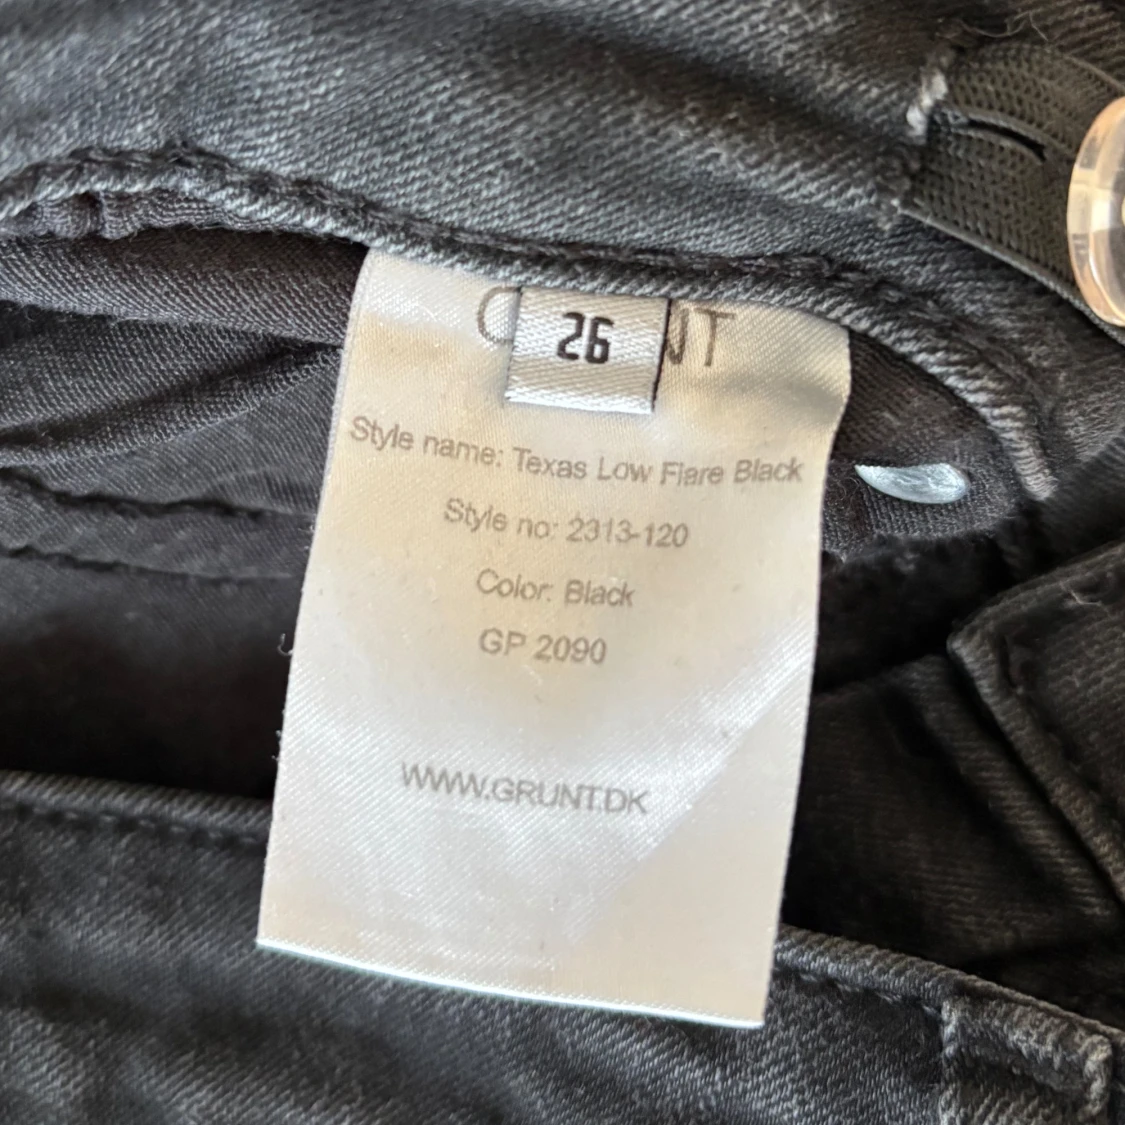 26
Style name: Texas Low Flare Black
Style no: 2313-120
Color: Black
GP 2090
WWW.GRUNT.DK